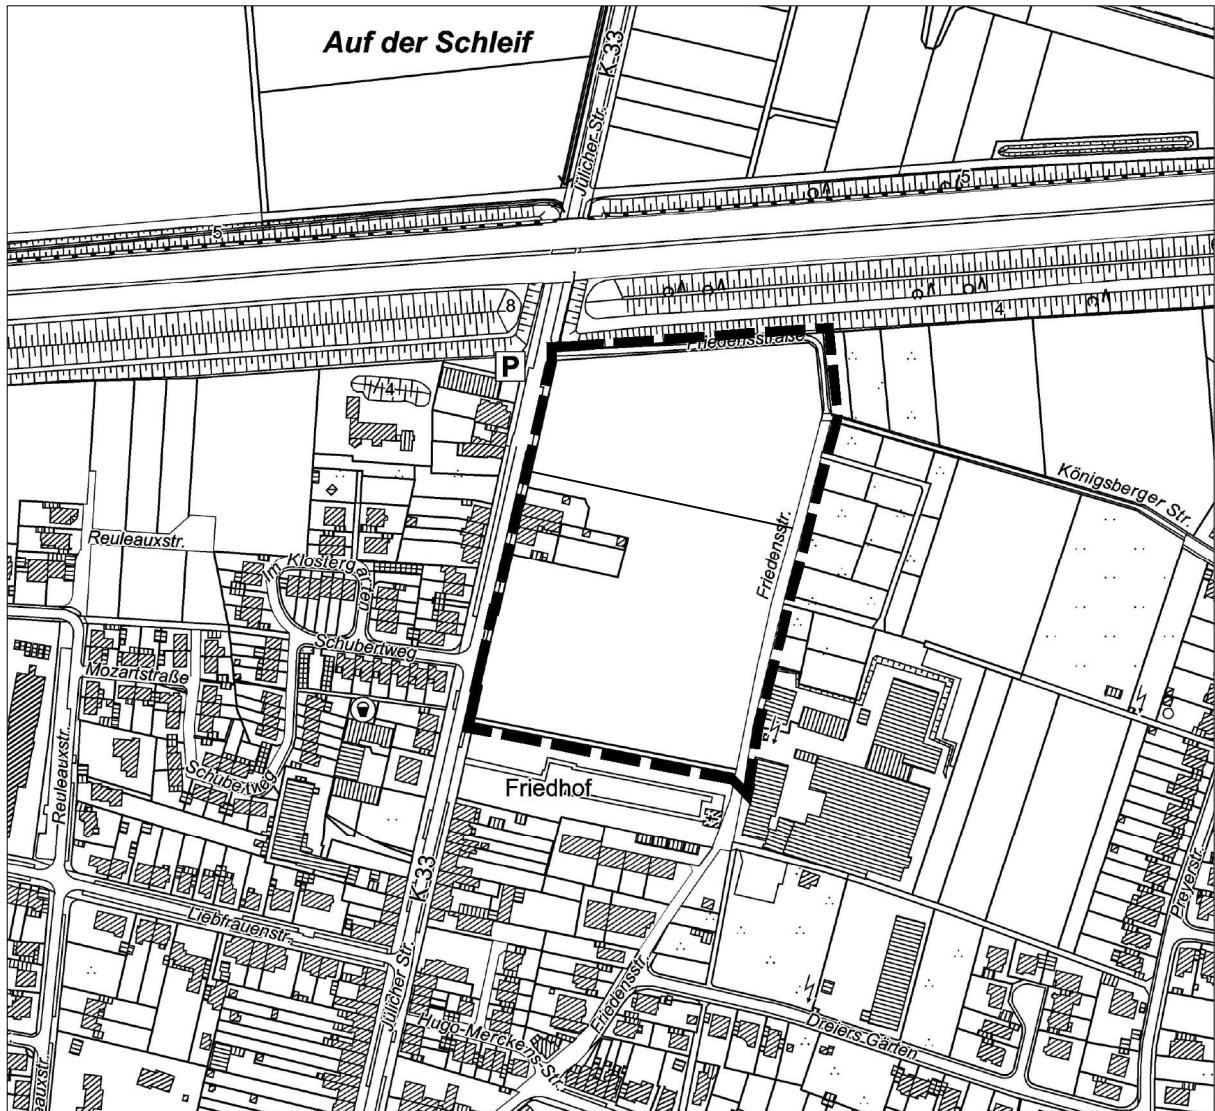 Auf der Schleif
K 33
Jülicher Str.
5
5
8
4
P
Friedensstraße
4
Königsberger Str.
Reuleauxstr.
Im Klostergarten
Friedensstr.
Schubertweg
Mozartstraße
Reuleauxstr.
Schubertweg
Friedhof
K 33
Preyerstr.
Liebfrauenstr.
Jülicher Str.
Friedensstr.
Hugo-Merckens-Str.
Dreiers Gärten